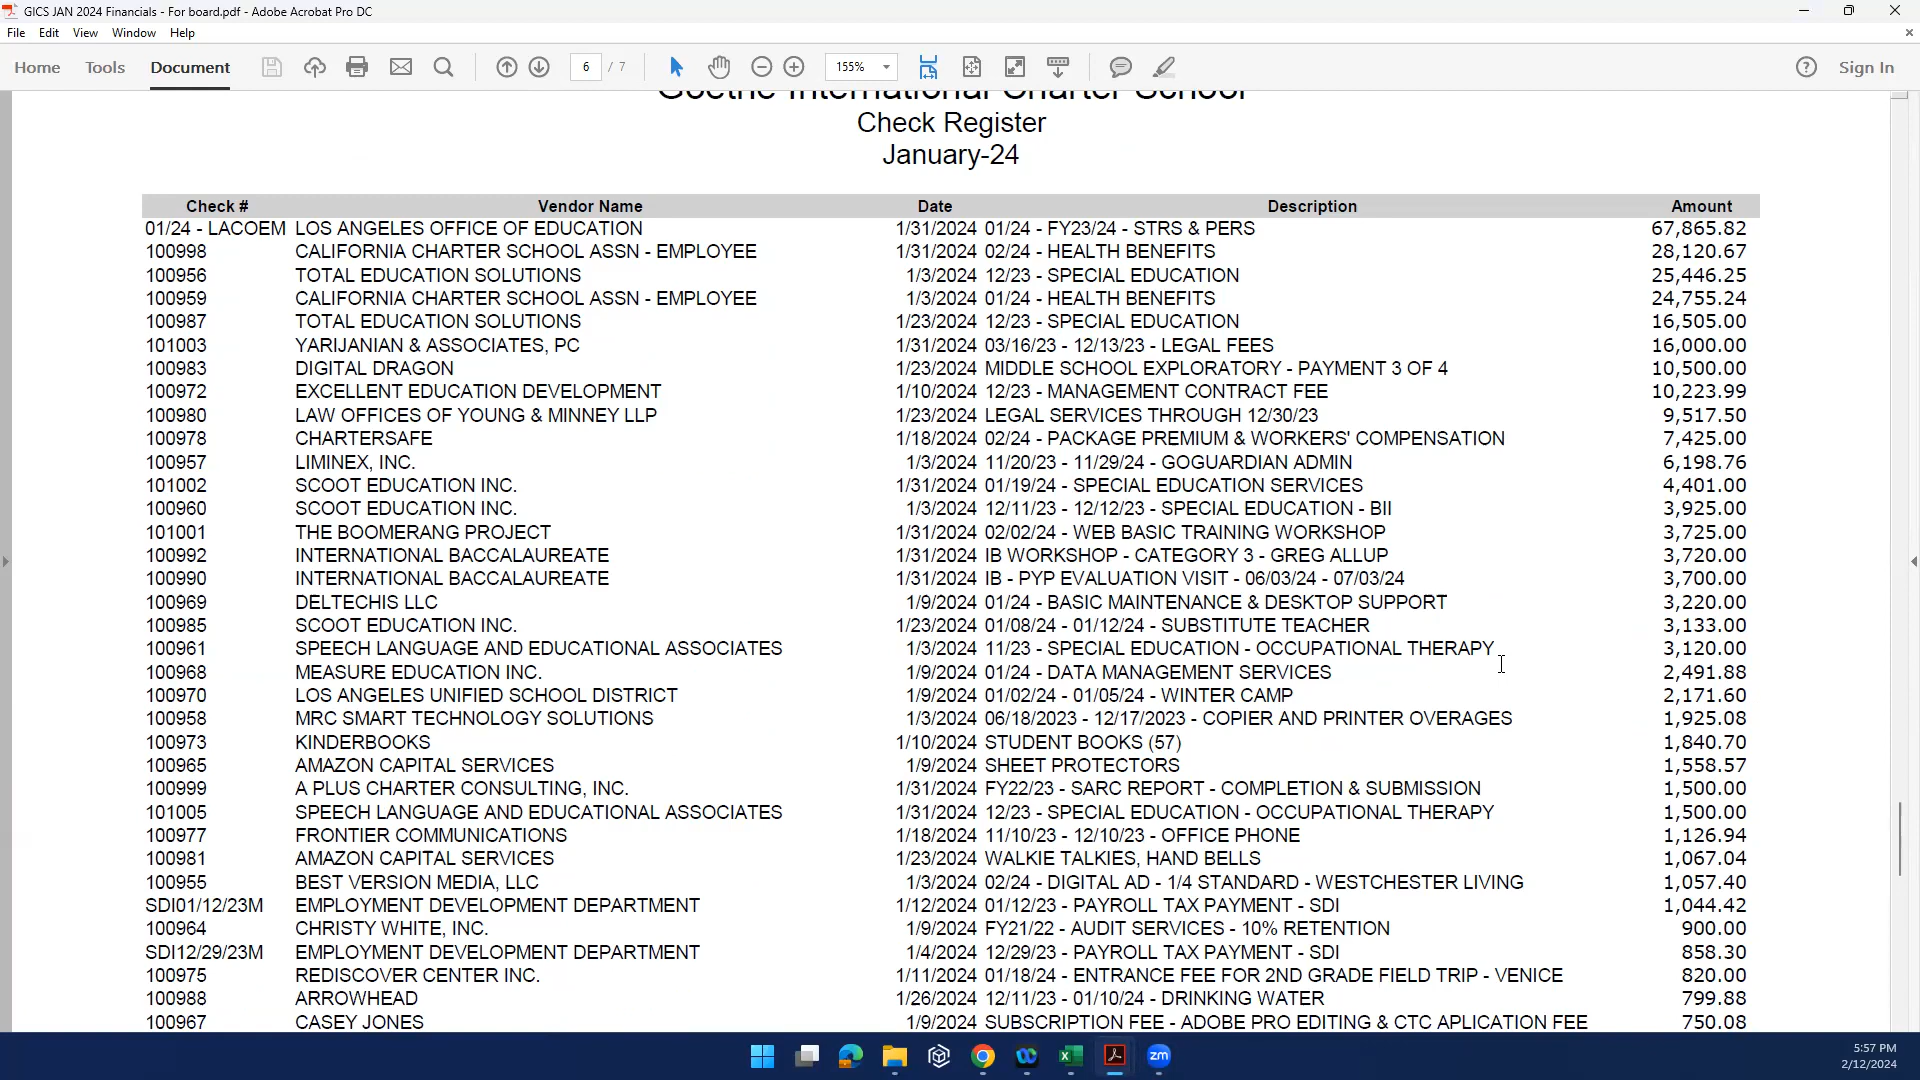 GICS JAN 2024 Financials - For board.pdf - Adobe Acrobat Pro DC
File Edit View Window Help
Home Tools Document 6 / 7 155% Sign In
Goethe International Charter School
Check Register
January-24
Check # Vendor Name Date Description Amount
01/24 - LACOEM LOS ANGELES OFFICE OF EDUCATION 1/31/2024 01/24 - FY23/24 - STRS & PERS 67,865.82
100998 CALIFORNIA CHARTER SCHOOL ASSN - EMPLOYEE 1/31/2024 02/24 - HEALTH BENEFITS 28,120.67
100956 TOTAL EDUCATION SOLUTIONS 1/3/2024 12/23 - SPECIAL EDUCATION 25,446.25
100959 CALIFORNIA CHARTER SCHOOL ASSN - EMPLOYEE 1/3/2024 01/24 - HEALTH BENEFITS 24,755.24
100987 TOTAL EDUCATION SOLUTIONS 1/23/2024 12/23 - SPECIAL EDUCATION 16,505.00
101003 YARIJANIAN & ASSOCIATES, PC 1/31/2024 03/16/23 - 12/13/23 - LEGAL FEES 16,000.00
100983 DIGITAL DRAGON 1/23/2024 MIDDLE SCHOOL EXPLORATORY - PAYMENT 3 OF 4 10,500.00
100972 EXCELLENT EDUCATION DEVELOPMENT 1/10/2024 12/23 - MANAGEMENT CONTRACT FEE 10,223.99
100980 LAW OFFICES OF YOUNG & MINNEY LLP 1/23/2024 LEGAL SERVICES THROUGH 12/30/23 9,517.50
100978 CHARTERSAFE 1/18/2024 02/24 - PACKAGE PREMIUM & WORKERS' COMPENSATION 7,425.00
100957 LIMINEX, INC. 1/3/2024 11/20/23 - 11/29/24 - GOGUARDIAN ADMIN 6,198.76
101002 SCOOT EDUCATION INC. 1/31/2024 01/19/24 - SPECIAL EDUCATION SERVICES 4,401.00
100960 SCOOT EDUCATION INC. 1/3/2024 12/11/23 - 12/12/23 - SPECIAL EDUCATION - BII 3,925.00
101001 THE BOOMERANG PROJECT 1/31/2024 02/02/24 - WEB BASIC TRAINING WORKSHOP 3,725.00
100992 INTERNATIONAL BACCALAUREATE 1/31/2024 IB WORKSHOP - CATEGORY 3 - GREG ALLUP 3,720.00
100990 INTERNATIONAL BACCALAUREATE 1/31/2024 IB - PYP EVALUATION VISIT - 06/03/24 - 07/03/24 3,700.00
100969 DELTECHIS LLC 1/9/2024 01/24 - BASIC MAINTENANCE & DESKTOP SUPPORT 3,220.00
100985 SCOOT EDUCATION INC. 1/23/2024 01/08/24 - 01/12/24 - SUBSTITUTE TEACHER 3,133.00
100961 SPEECH LANGUAGE AND EDUCATIONAL ASSOCIATES 1/3/2024 11/23 - SPECIAL EDUCATION - OCCUPATIONAL THERAPY 3,120.00
100968 MEASURE EDUCATION INC. 1/9/2024 01/24 - DATA MANAGEMENT SERVICES 2,491.88
100970 LOS ANGELES UNIFIED SCHOOL DISTRICT 1/9/2024 01/02/24 - 01/05/24 - WINTER CAMP 2,171.60
100958 MRC SMART TECHNOLOGY SOLUTIONS 1/3/2024 06/18/2023 - 12/17/2023 - COPIER AND PRINTER OVERAGES 1,925.08
100973 KINDERBOOKS 1/10/2024 STUDENT BOOKS (57) 1,840.70
100965 AMAZON CAPITAL SERVICES 1/9/2024 SHEET PROTECTORS 1,558.57
100999 A PLUS CHARTER CONSULTING, INC. 1/31/2024 FY22/23 - SARC REPORT - COMPLETION & SUBMISSION 1,500.00
101005 SPEECH LANGUAGE AND EDUCATIONAL ASSOCIATES 1/31/2024 12/23 - SPECIAL EDUCATION - OCCUPATIONAL THERAPY 1,500.00
100977 FRONTIER COMMUNICATIONS 1/18/2024 11/10/23 - 12/10/23 - OFFICE PHONE 1,126.94
100981 AMAZON CAPITAL SERVICES 1/23/2024 WALKIE TALKIES, HAND BELLS 1,067.04
100955 BEST VERSION MEDIA, LLC 1/3/2024 02/24 - DIGITAL AD - 1/4 STANDARD - WESTCHESTER LIVING 1,057.40
SDI01/12/23M EMPLOYMENT DEVELOPMENT DEPARTMENT 1/12/2024 01/12/23 - PAYROLL TAX PAYMENT - SDI 1,044.42
100964 CHRISTY WHITE, INC. 1/9/2024 FY21/22 - AUDIT SERVICES - 10% RETENTION 900.00
SDI12/29/23M EMPLOYMENT DEVELOPMENT DEPARTMENT 1/4/2024 12/29/23 - PAYROLL TAX PAYMENT - SDI 858.30
100975 REDISCOVER CENTER INC. 1/11/2024 01/18/24 - ENTRANCE FEE FOR 2ND GRADE FIELD TRIP - VENICE 820.00
100988 ARROWHEAD 1/26/2024 12/11/23 - 01/10/24 - DRINKING WATER 799.88
100967 CASEY JONES 1/9/2024 SUBSCRIPTION FEE - ADOBE PRO EDITING & CTC APLICATION FEE 750.08
zm
5:57 PM
2/12/2024